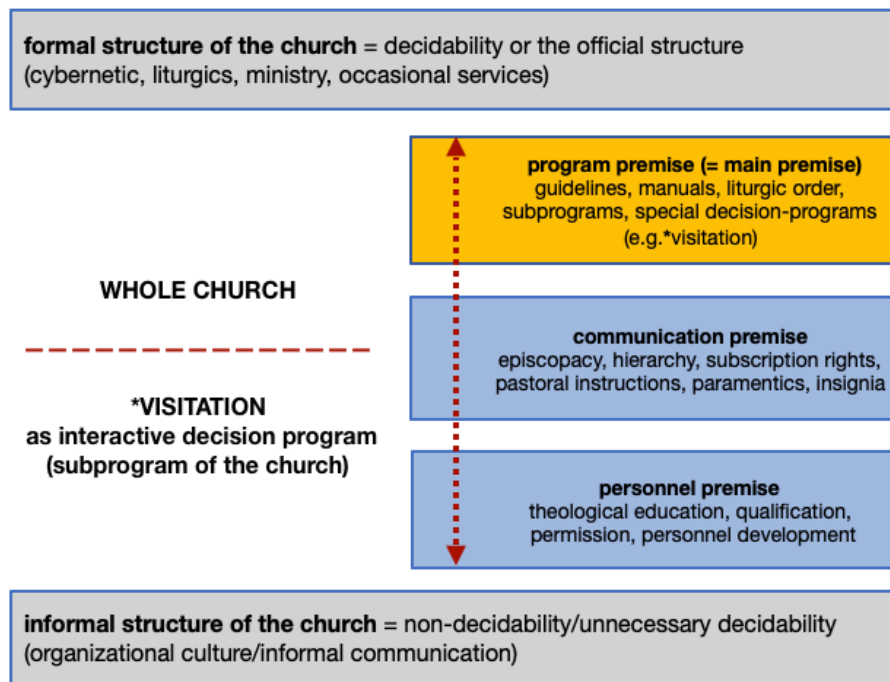 formal structure of the church = decidability or the official structure
(cybernetic, liturgics, ministry, occasional services)
program premise (= main premise)
guidelines, manuals, liturgic order,
subprograms, special decision-programs
(e.g.*visitation)
WHOLE CHURCH
communication premise
episcopacy, hierarchy, subscription rights,
pastoral instructions, paramentics, insignia
*VISITATION
as interactive decision program
(subprogram of the church)
personnel premise
theological education, qualification,
permission, personnel development
informal structure of the church = non-decidability/unnecessary decidability
(organizational culture/informal communication)